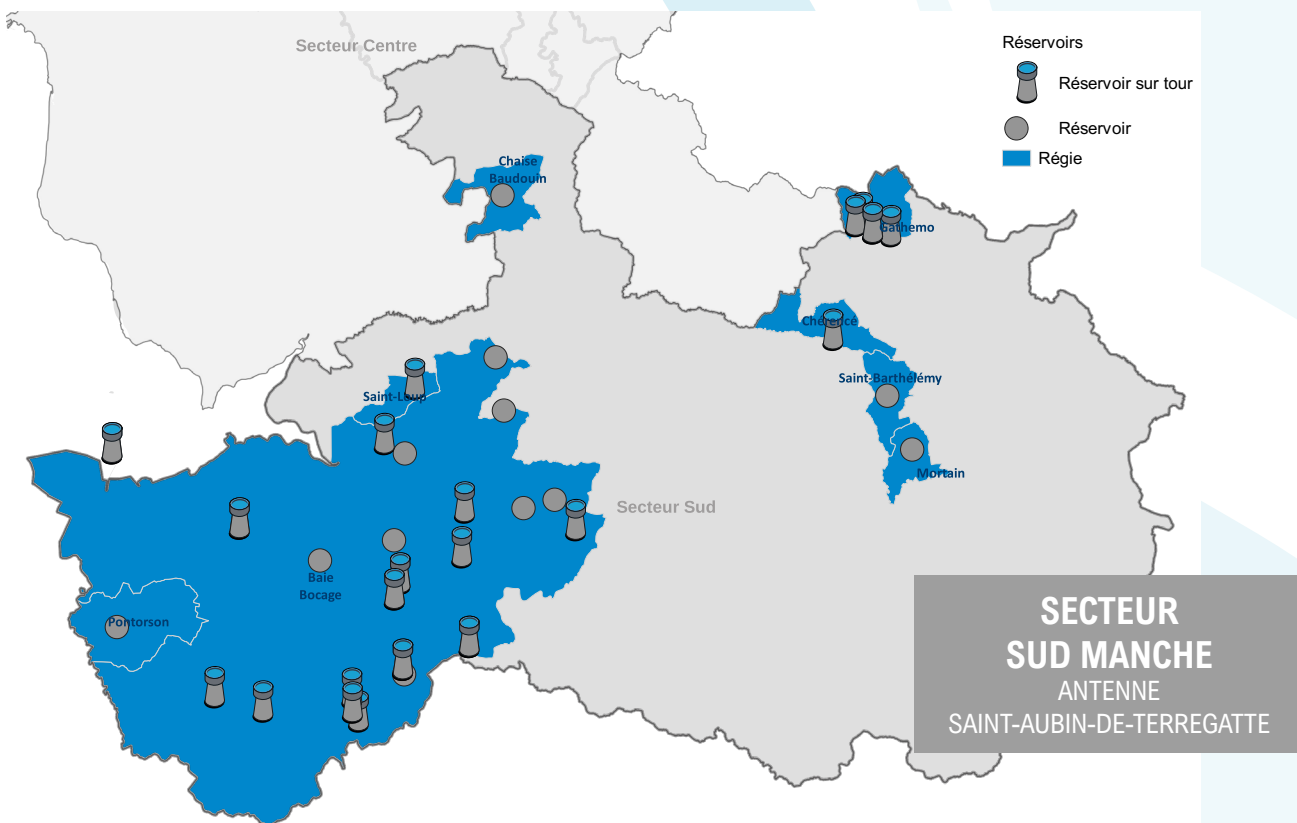 Secteur Centre
Réservoirs
Réservoir sur tour
Réservoir
Régie
Chaise
Baudouin
Gathemo
Chérencé
Saint-Barthélémy
Saint-Loup
Mortain
Secteur Sud
Baie
Bocage
Pontorson
SECTEUR
SUD MANCHE
ANTENNE
SAINT-AUBIN-DE-TERREGATTE